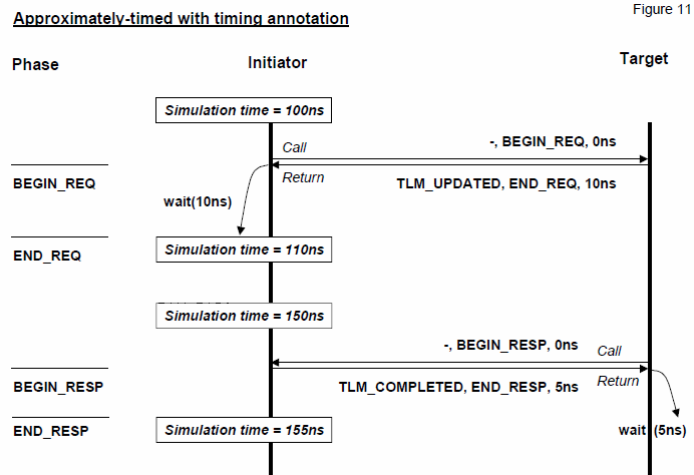 Figure 11
Approximately-timed with timing annotation
Phase
Initiator
Target
Simulation time = 100ns
Call
-, BEGIN_REQ, 0ns
BEGIN_REQ
Return
TLM_UPDATED, END_REQ, 10ns
wait(10ns)
END_REQ
Simulation time = 110ns
Simulation time = 150ns
-, BEGIN_RESP, 0ns
Call
BEGIN_RESP
TLM_COMPLETED, END_RESP, 5ns
Return
END_RESP
Simulation time = 155ns
wait (5ns)